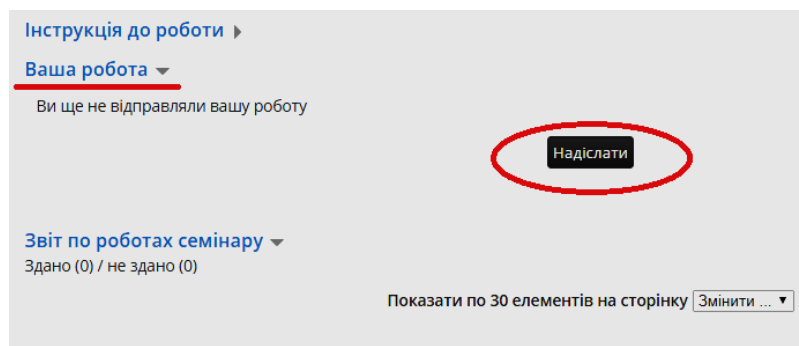 Інструкція до роботи
Ваша робота
Ви ще не відправляли вашу роботу
Надіслати
Звіт по роботах семінару
Здано (0) / не здано (0)
Показати по 30 елементів на сторінку Змінити ...